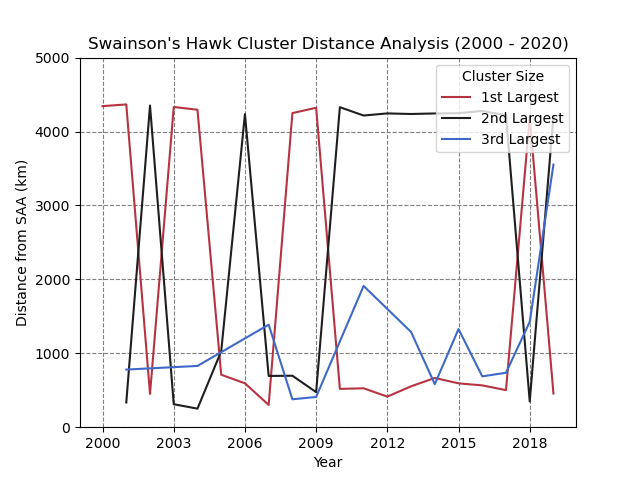 Swainson's Hawk Cluster Distance Analysis (2000 - 2020)
Cluster Size
1st Largest
2nd Largest
3rd Largest
Distance from SAA (km)
5000
4000
3000
2000
1000
0
2000 2003 2006 2009 2012 2015 2018
Year